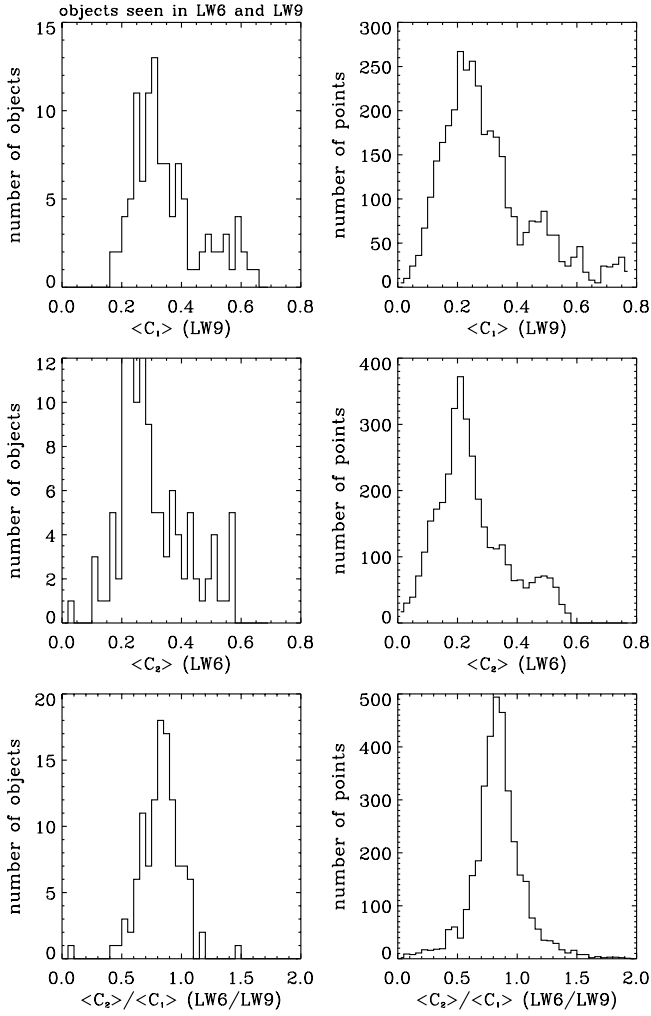 objects seen in LW6 and LW9
15
10
5
0
number of objects
0.0 0.2 0.4 0.6 0.8
<C₁> (LW9)
300
250
200
150
100
50
0
number of points
0.0 0.2 0.4 0.6 0.8
<C₁> (LW9)
12
10
8
6
4
2
0
number of objects
0.0 0.2 0.4 0.6 0.8
<C₂> (LW6)
400
300
200
100
0
number of points
0.0 0.2 0.4 0.6 0.8
<C₂> (LW6)
20
15
10
5
0
number of objects
0.0 0.5 1.0 1.5 2.0
<C₂>/<C₁> (LW6/LW9)
500
400
300
200
100
0
number of points
0.0 0.5 1.0 1.5 2.0
<C₂>/<C₁> (LW6/LW9)